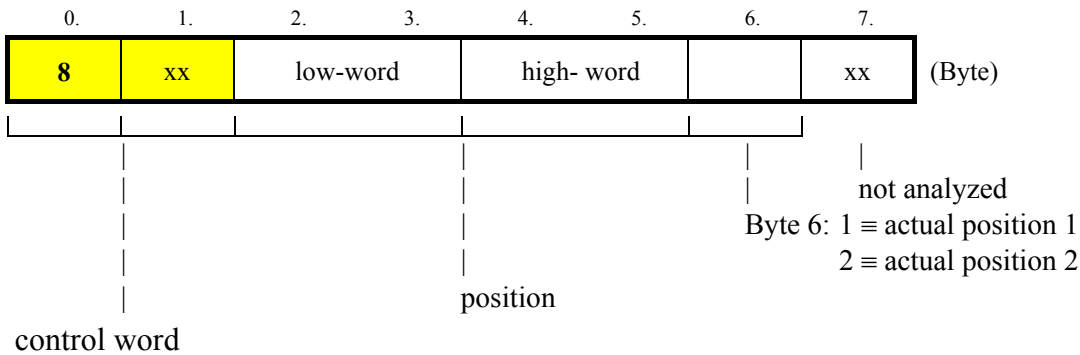 0. 1. 2. 3. 4. 5. 6. 7.
8 xx low-word high- word xx (Byte)
not analyzed
Byte 6: 1 ≡ actual position 1
2 ≡ actual position 2
position
control word